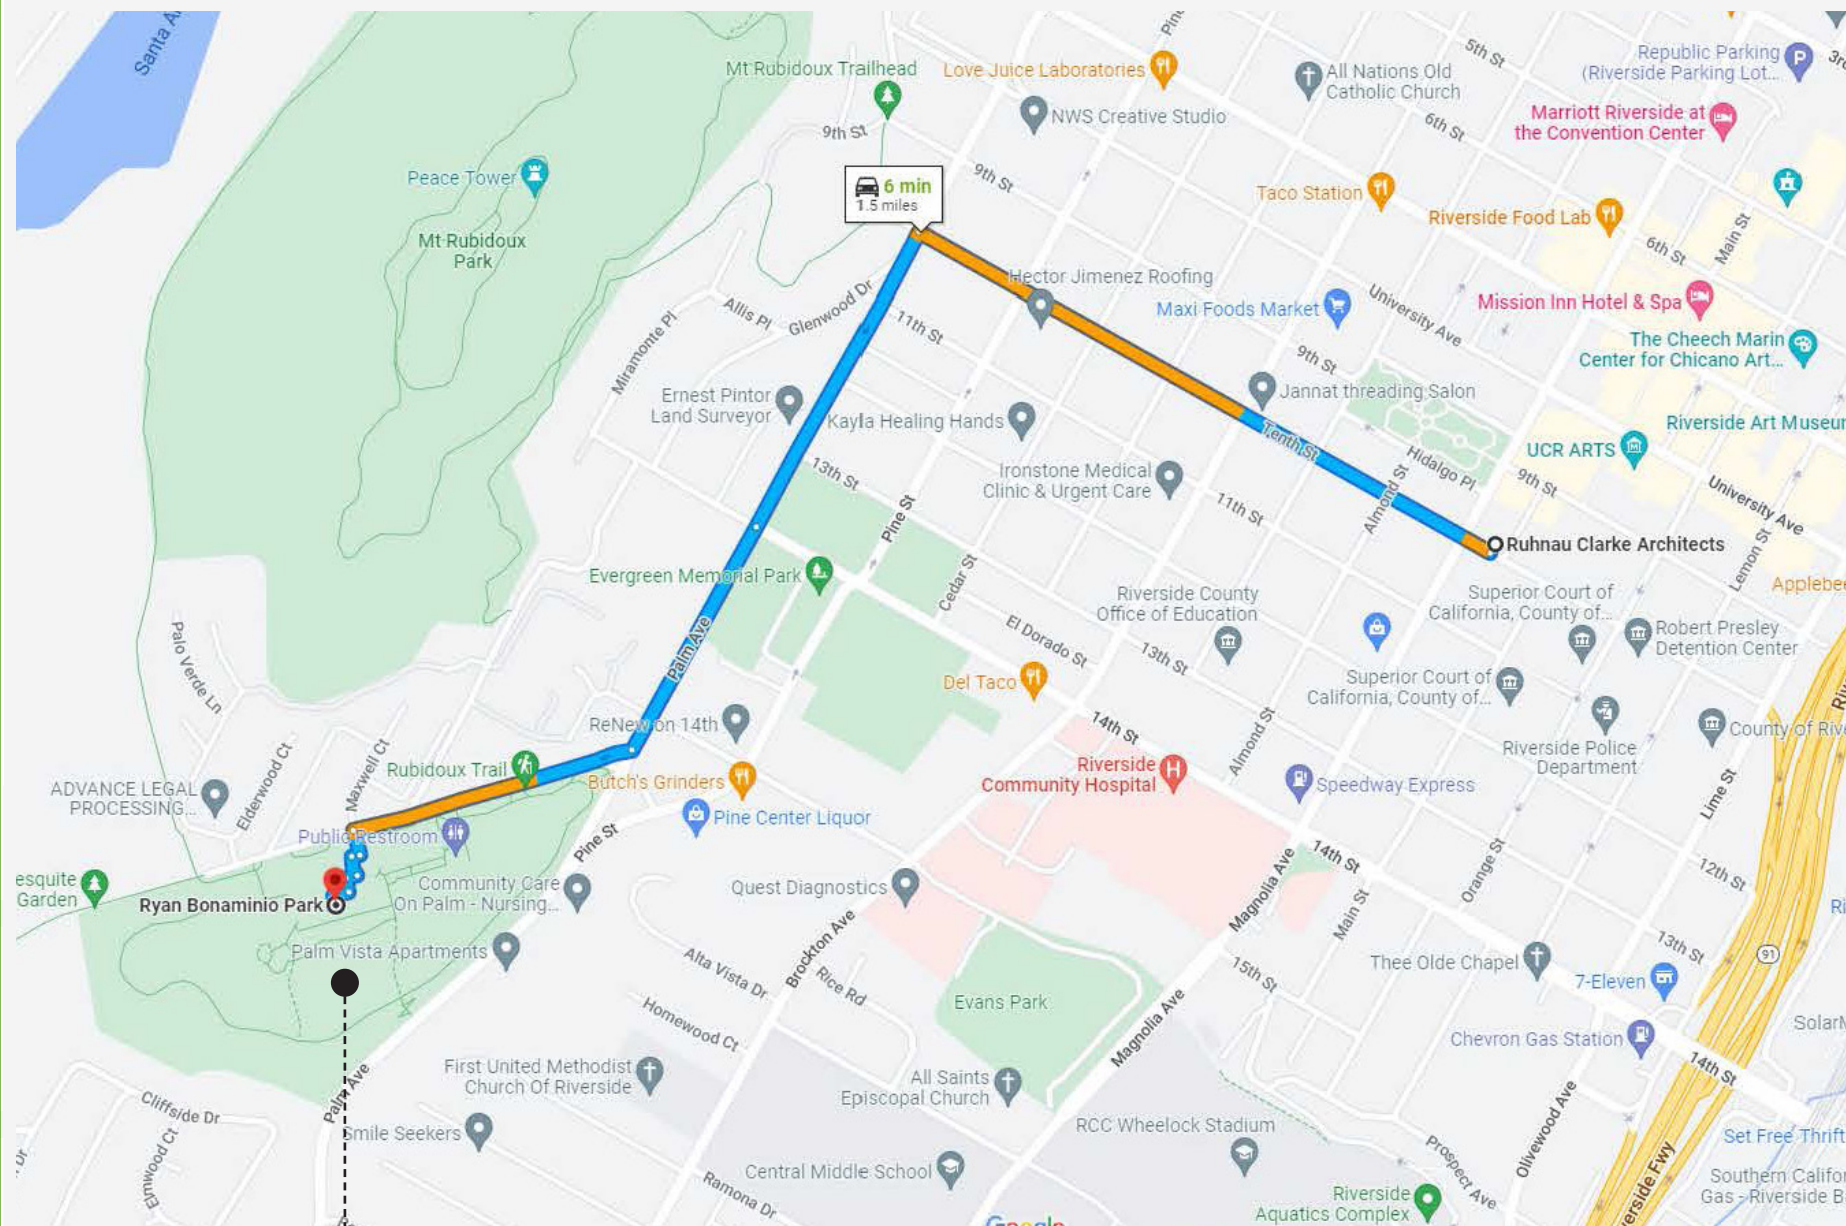 Santa A
Mt Rubidoux Trailhead
Love Juice Laboratories
5th St
Republic Parking
(Riverside Parking Lot...
P
All Nations Old
Catholic Church
NWS Creative Studio
6th St
Marriott Riverside at
the Convention Center
9th St
Peace Tower
6 min
1.5 miles
9th St
Taco Station
Riverside Food Lab
Main St
6th St
Mt Rubidoux
Park
Hector Jimenez Roofing
Maxi Foods Market
University Ave
Mission Inn Hotel & Spa
Allis Pl
Glenwood Dr
11th St
Miramonte Pl
9th St
The Cheech Marin
Center for Chicano Art...
Ernest Pintor
Land Surveyor
Kayla Healing Hands
Jannat threading Salon
Riverside Art Museu
Tenth St
UCR ARTS
Hidalgo Pl
13th St
Ironstone Medical
Clinic & Urgent Care
Almond St
9th St
University Ave
Pine St
11th St
Ruhnau Clarke Architects
Lemon St
Evergreen Memorial Park
Cedar St
Riverside County
Office of Education
Superior Court of
California, County of...
Applebe
Robert Presley
Detention Center
Palm Ave
El Dorado St
13th St
Palo Verde Ln
Del Taco
Superior Court of
California, County of...
ReNew on 14th
14th St
Almond St
Riverside Police
Department
County of Riv
Rubidoux Trail
Butch's Grinders
Riverside
Community Hospital
H
Speedway Express
ADVANCE LEGAL
PROCESSING...
Elderwood Ct
Maxwell Ct
Lime St
Public Restroom
Pine Center Liquor
Pine St
14th St
Orange St
12th St
esquite
Garden
Ryan Bonaminio Park
Community Care
On Palm - Nursing...
Quest Diagnostics
Magnolia Ave
Main St
Ri
Palm Vista Apartments
Brockton Ave
Alta Vista Dr
Rice Rd
15th St
Thee Olde Chapel
13th St
91
7-Eleven
Evans Park
Homewood Ct
Magnolia Ave
Chevron Gas Station
SolarM
14th St
First United Methodist
Church Of Riverside
Palm Ave
All Saints
Episcopal Church
Cliffside Dr
Smile Seekers
RCC Wheelock Stadium
Olivewood Ave
Set Free Thrift
Elmwood Ct
Dr
Central Middle School
Prospect Ave
erside Fwy
Southern Califor
Gas - Riverside B
Ramona Dr
Riverside
Aquatics Complex
Google